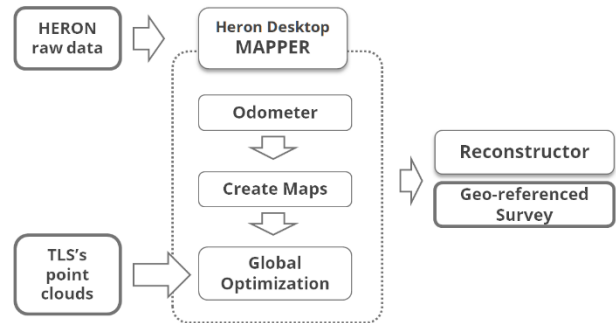 HERON
raw data
Heron Desktop
MAPPER
Odometer
Create Maps
Global
Optimization
TLS's
point
clouds
Reconstructor
Geo-referenced
Survey